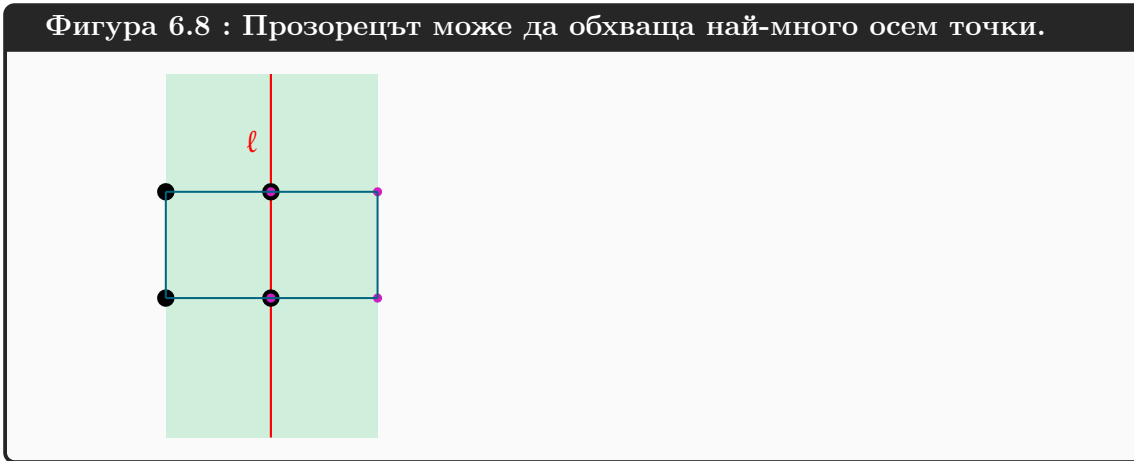 Фигура 6.8 : Прозорецът може да обхваща най-много осем точки.
ℓ